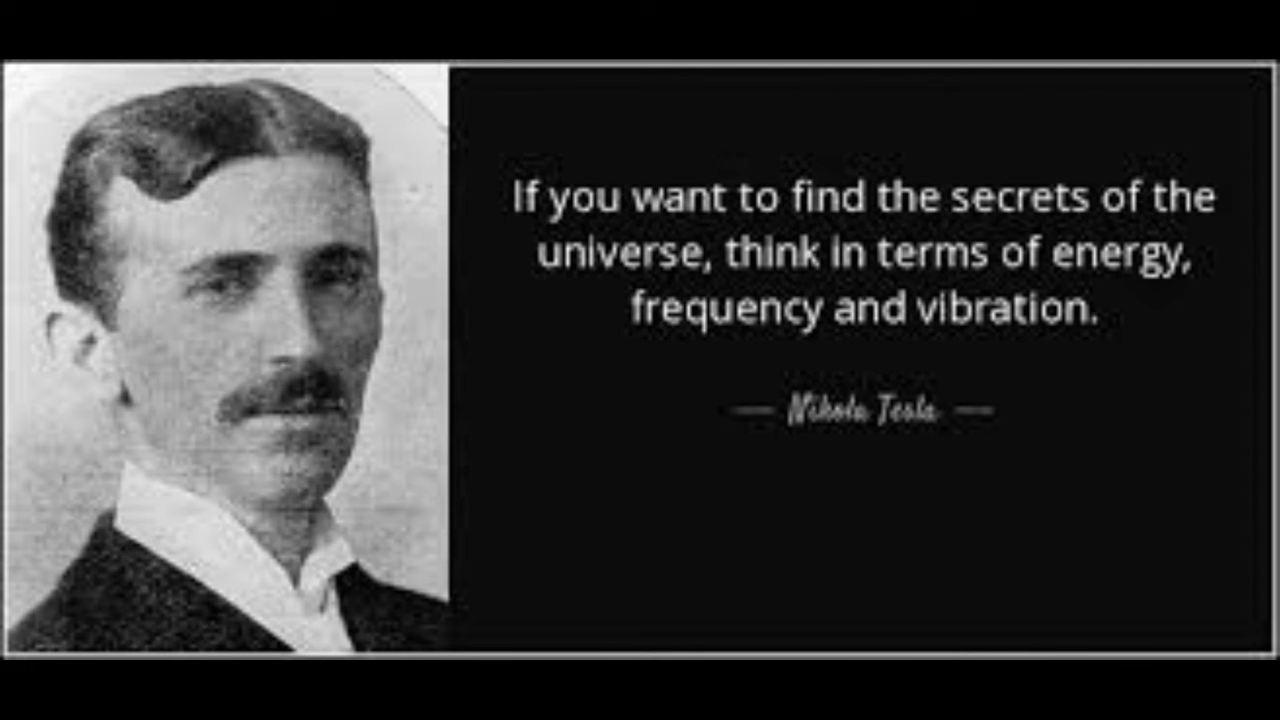 If you want to find the secrets of the
universe, think in terms of energy,
frequency and vibration.
— Nikola Tesla —